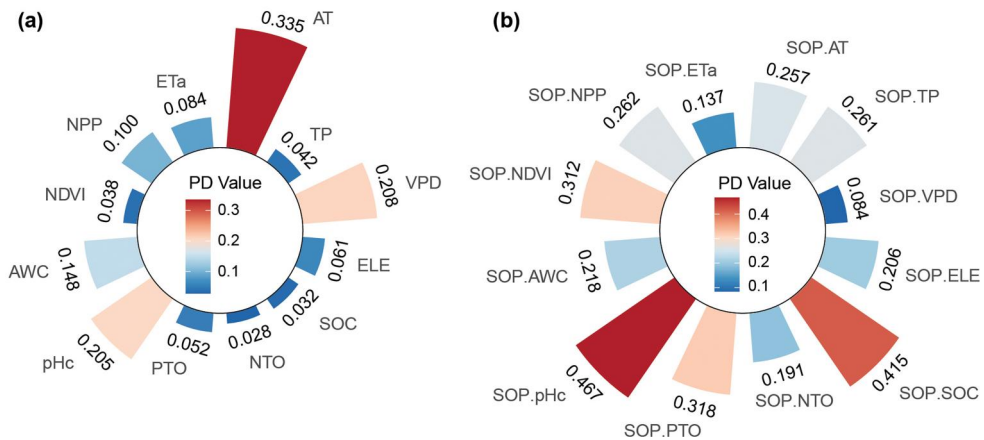 (a)
0.335
AT
0.042
TP
0.208
VPD
0.061
ELE
0.032
SOC
0.028
NTO
0.052
PTO
0.205
pHc
0.148
AWC
0.038
NDVI
0.100
NPP
0.084
ETa
PD Value
0.3
0.2
0.1
(b)
0.257
SOP.AT
0.261
SOP.TP
0.084
SOP.VPD
0.206
SOP.ELE
0.415
SOP.SOC
0.191
SOP.NTO
0.318
SOP.PTO
0.467
SOP.pHc
0.218
SOP.AWC
0.312
SOP.NDVI
0.262
SOP.NPP
0.137
SOP.ETa
PD Value
0.4
0.3
0.2
0.1